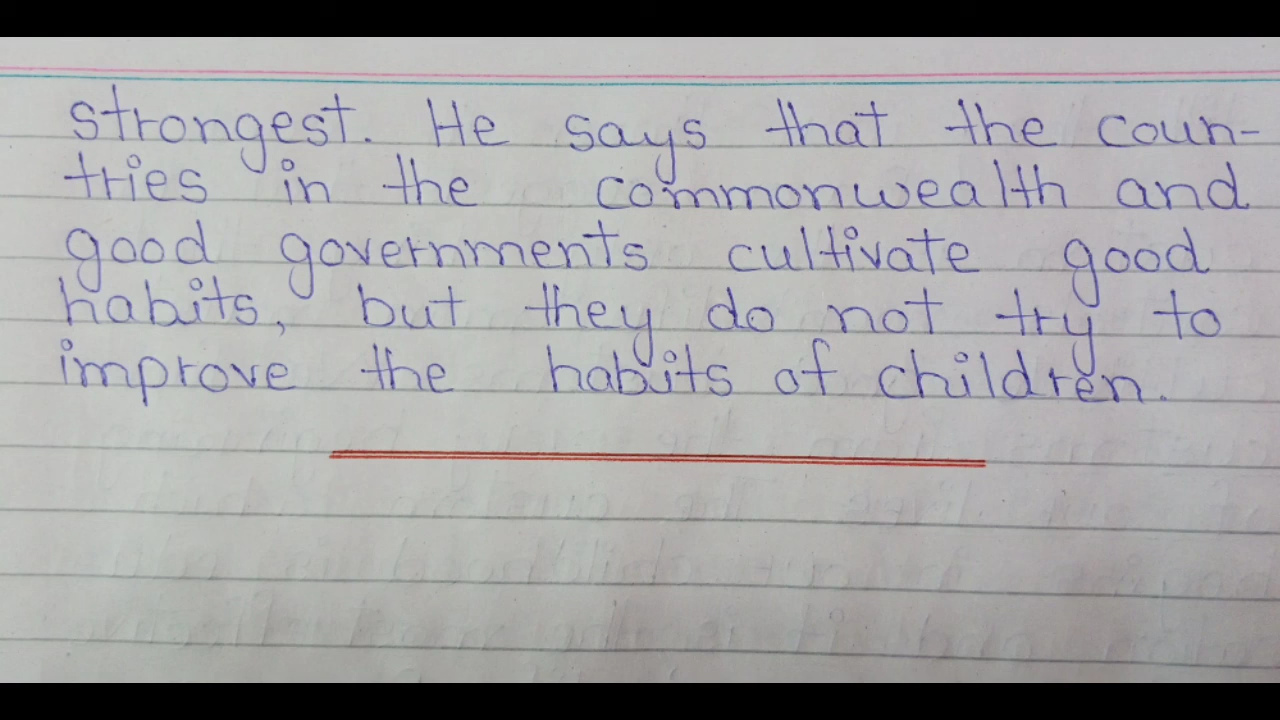 strongest. He says that the coun-
tries in the commonwealth and
good governments cultivate good
habits, but they do not try to
improve the habits of children.